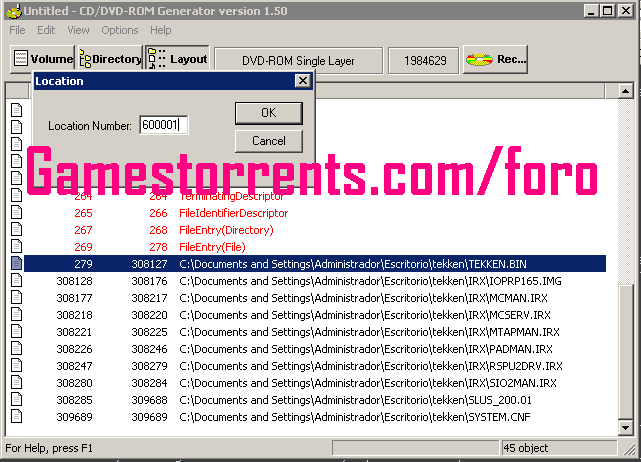 Untitled - CD/DVD-ROM Generator version 1.50
File Edit View Options Help
Volume Directory Layout DVD-ROM Single Layer 1984629 Rec...
Location
Location Number: 600001 OK
Cancel
Gamestorrents.com/foro
264 264 TerminatingDescriptor
265 266 FileIdentifierDescriptor
267 268 FileEntry(Directory)
269 278 FileEntry(File)
279 308127 C:\Documents and Settings\Administrador\Escritorio\tekken\TEKKEN.BIN
308128 308176 C:\Documents and Settings\Administrador\Escritorio\tekken\IRX\IOPRP165.IMG
308177 308217 C:\Documents and Settings\Administrador\Escritorio\tekken\IRX\MCMAN.IRX
308218 308220 C:\Documents and Settings\Administrador\Escritorio\tekken\IRX\MCSERV.IRX
308221 308225 C:\Documents and Settings\Administrador\Escritorio\tekken\IRX\MTAPMAN.IRX
308226 308246 C:\Documents and Settings\Administrador\Escritorio\tekken\IRX\PADMAN.IRX
308247 308279 C:\Documents and Settings\Administrador\Escritorio\tekken\IRX\RSPU2DRV.IRX
308280 308284 C:\Documents and Settings\Administrador\Escritorio\tekken\IRX\SIO2MAN.IRX
308285 309688 C:\Documents and Settings\Administrador\Escritorio\tekken\SLUS_200.01
309689 309689 C:\Documents and Settings\Administrador\Escritorio\tekken\SYSTEM.CNF
For Help, press F1 45 object